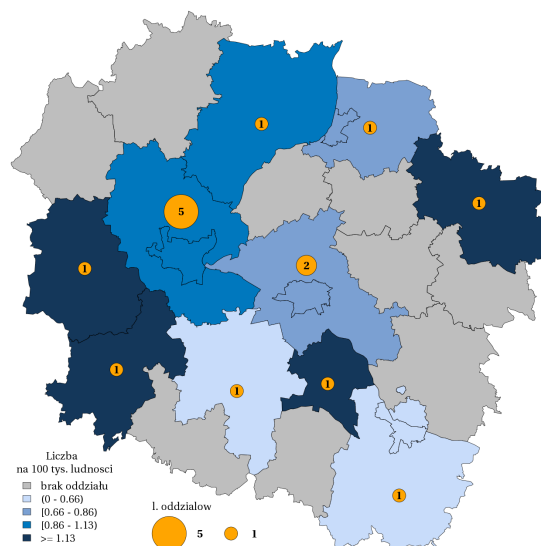 1
1
5
1
2
1
1
1
1
1
Liczba
na 100 tys. ludnosci
brak oddziału
(0 - 0.66)
[0.66 - 0.86)
[0.86 - 1.13)
>= 1.13
l. oddzialow
5 1